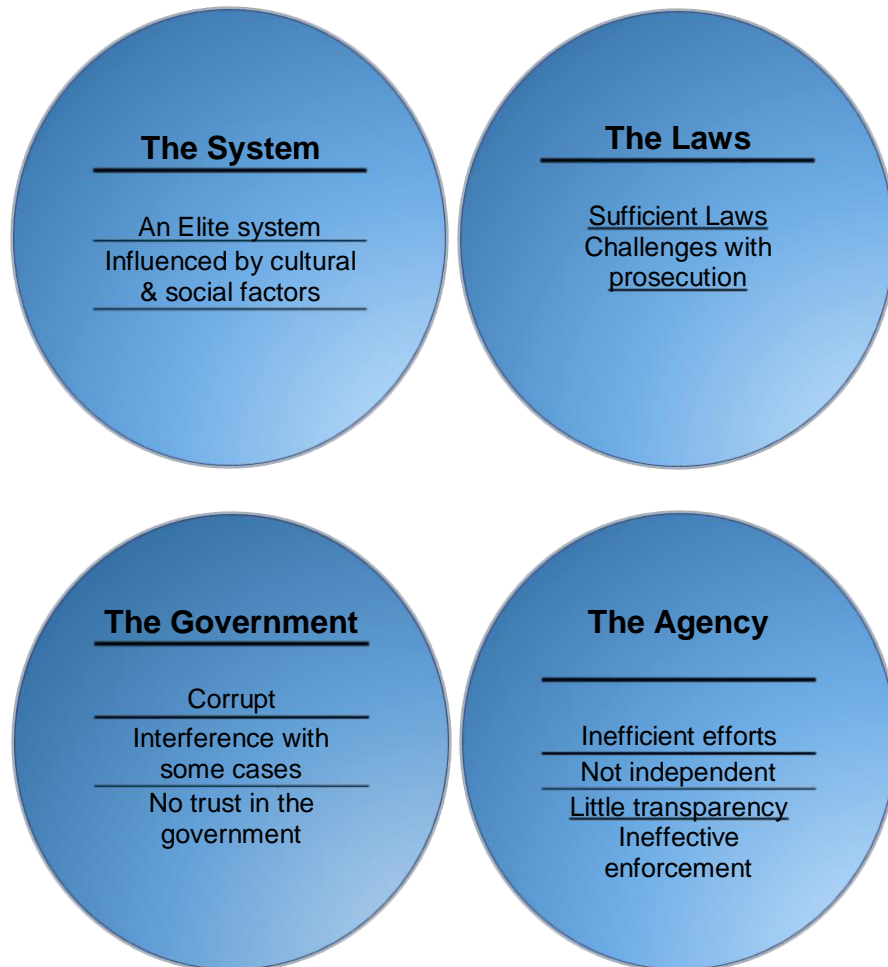 The System
An Elite system
Influenced by cultural
& social factors
The Laws
Sufficient Laws
Challenges with
prosecution
The Government
Corrupt
Interference with
some cases
No trust in the
government
The Agency
Inefficient efforts
Not independent
Little transparency
Ineffective
enforcement